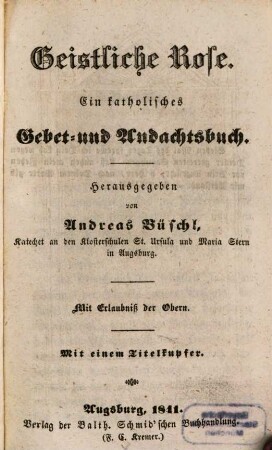 Geistliche Rose.
Ein katholisches
Gebet- und Andachtsbuch.
Herausgegeben
von
Andreas Büschl,
Katechet an den Klosterschulen St. Ursula und Maria Stern
in Augsburg.
Mit Erlaubniß der Obern.
Mit einem Titelkupfer.
Augsburg, 1841.
Verlag der Balth. Schmid'schen Buchhandlung.
(F. C. Kremer.)